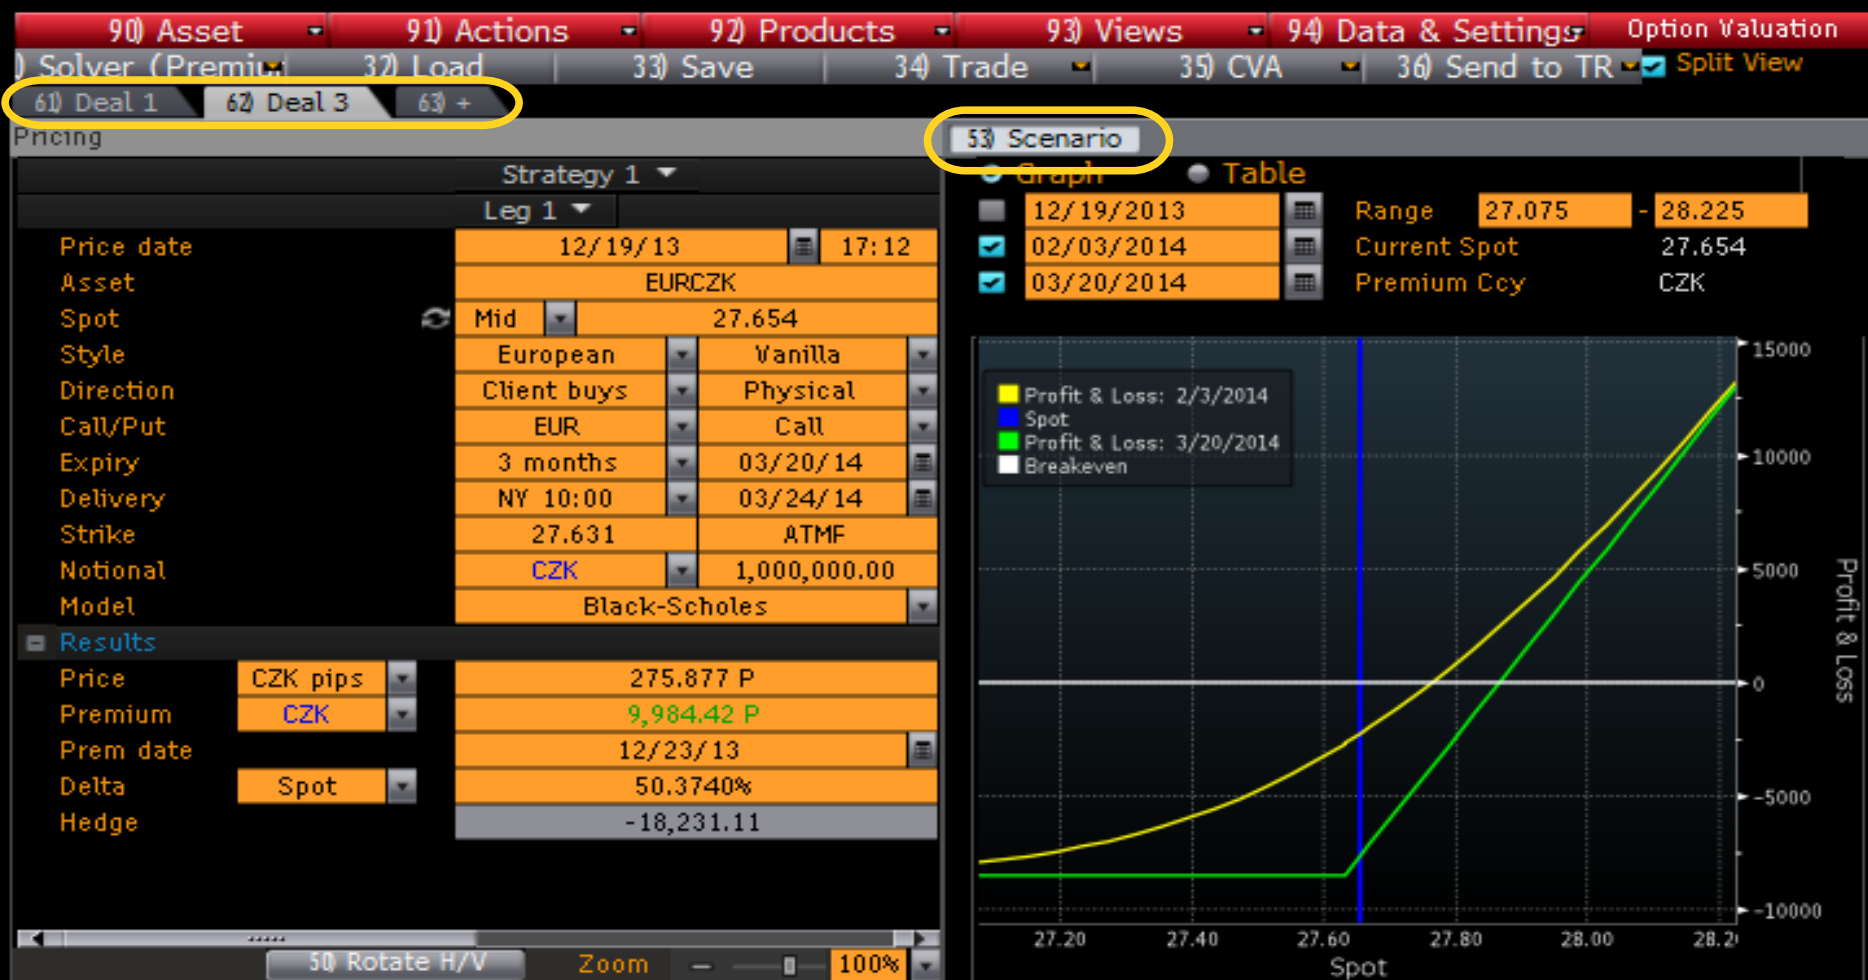 90) Asset 91) Actions 92) Products 93) Views 94) Data & Settings Option Valuation
) Solver (Premium 32) Load 33) Save 34) Trade 35) CVA 36) Send to TR Split View
61) Deal 1 62) Deal 3 63) +
Pricing
53) Scenario
Strategy 1
Graph Table
Leg 1
12/19/2013 Range 27.075 - 28.225
Price date 12/19/13 17:12
02/03/2014 Current Spot 27.654
Asset EURCZK
03/20/2014 Premium Ccy CZK
Spot Mid 27.654
Style European Vanilla
Direction Client buys Physical
Call/Put EUR Call
Expiry 3 months 03/20/14
Delivery NY 10:00 03/24/14
Strike 27.631 ATMF
Notional CZK 1,000,000.00
Model Black-Scholes
Results
Price CZK pips 275.877 P
Premium CZK 9,984.42 P
Prem date 12/23/13
Delta Spot 50.3740%
Hedge -18,231.11
50) Rotate H/V Zoom 100%
Profit & Loss: 2/3/2014
Spot
Profit & Loss: 3/20/2014
Breakeven
15000
10000
5000
0
-5000
-10000
Profit & Loss
27.20 27.40 27.60 27.80 28.00 28.2
Spot